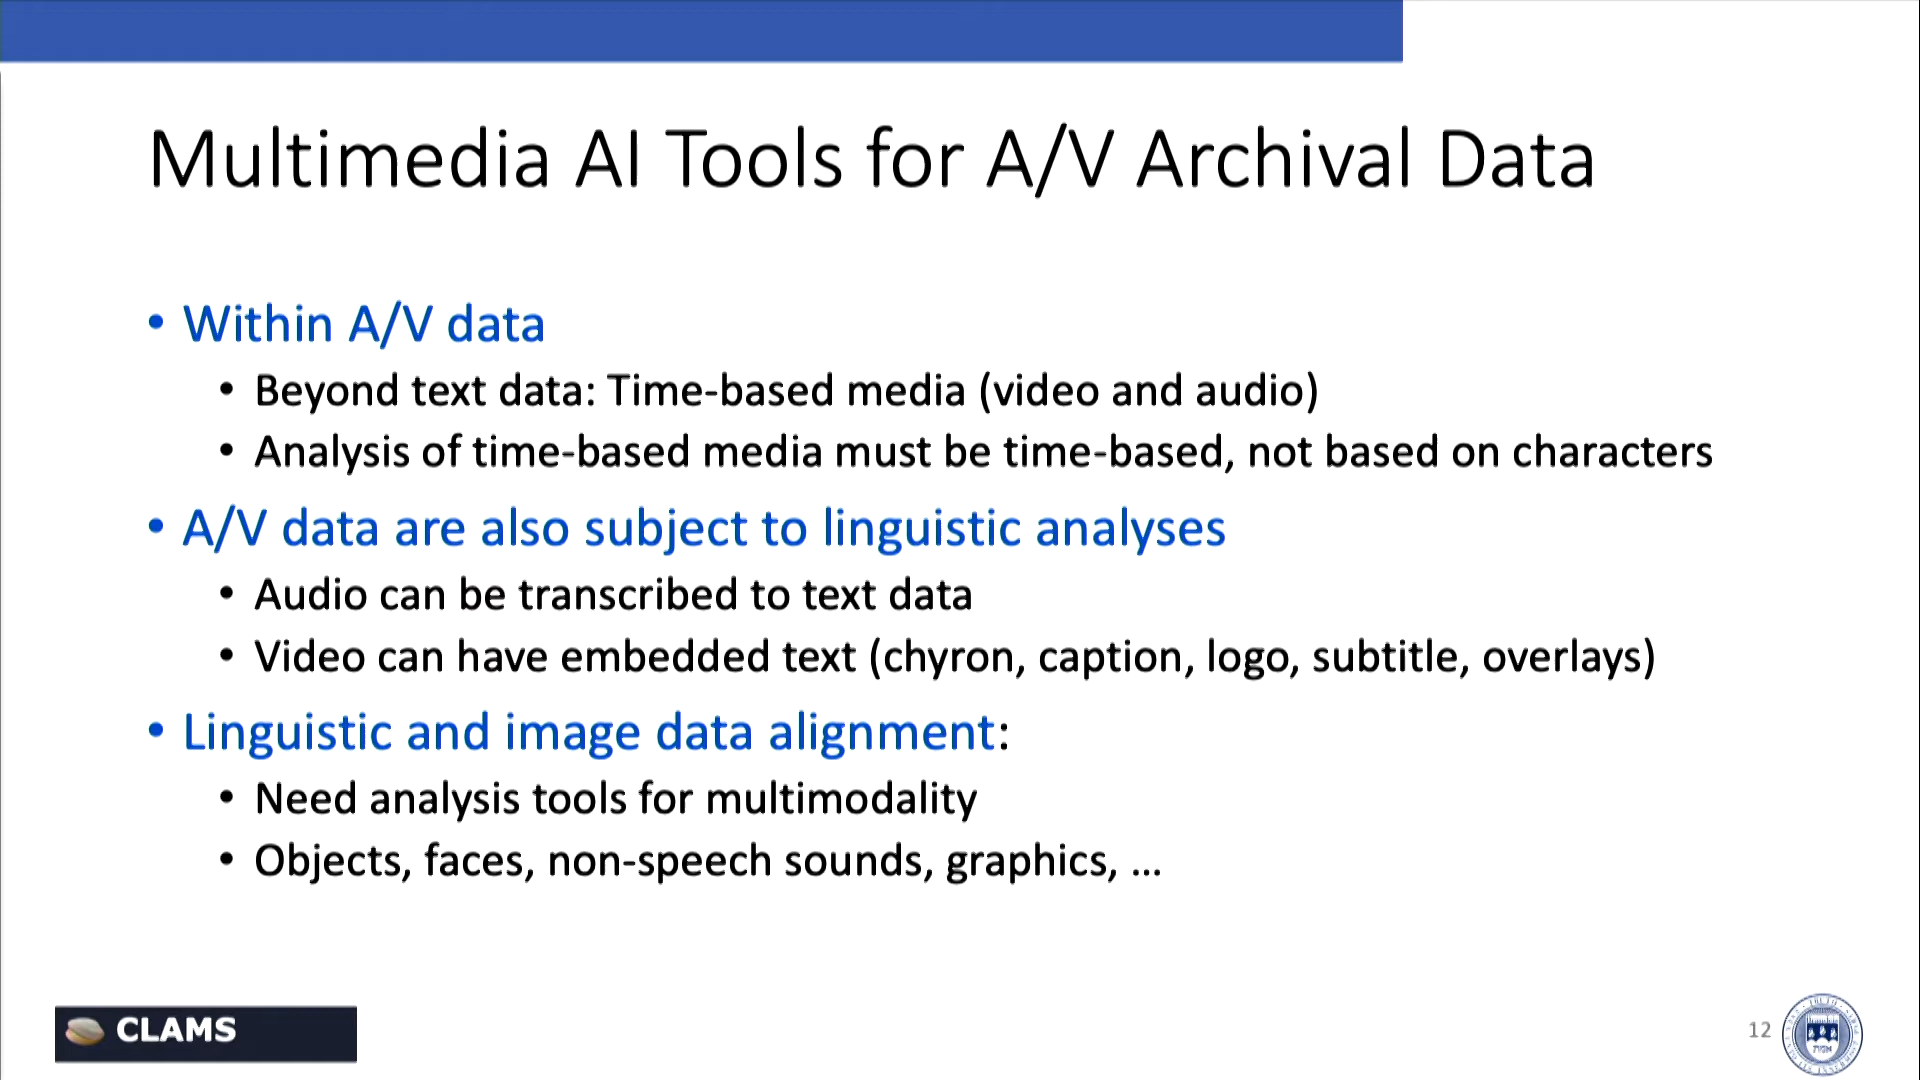 Multimedia AI Tools for A/V Archival Data
• Within A/V data
• Beyond text data: Time-based media (video and audio)
• Analysis of time-based media must be time-based, not based on characters
• A/V data are also subject to linguistic analyses
• Audio can be transcribed to text data
• Video can have embedded text (chyron, caption, logo, subtitle, overlays)
• Linguistic and image data alignment:
• Need analysis tools for multimodality
• Objects, faces, non-speech sounds, graphics, ...
CLAMS
12